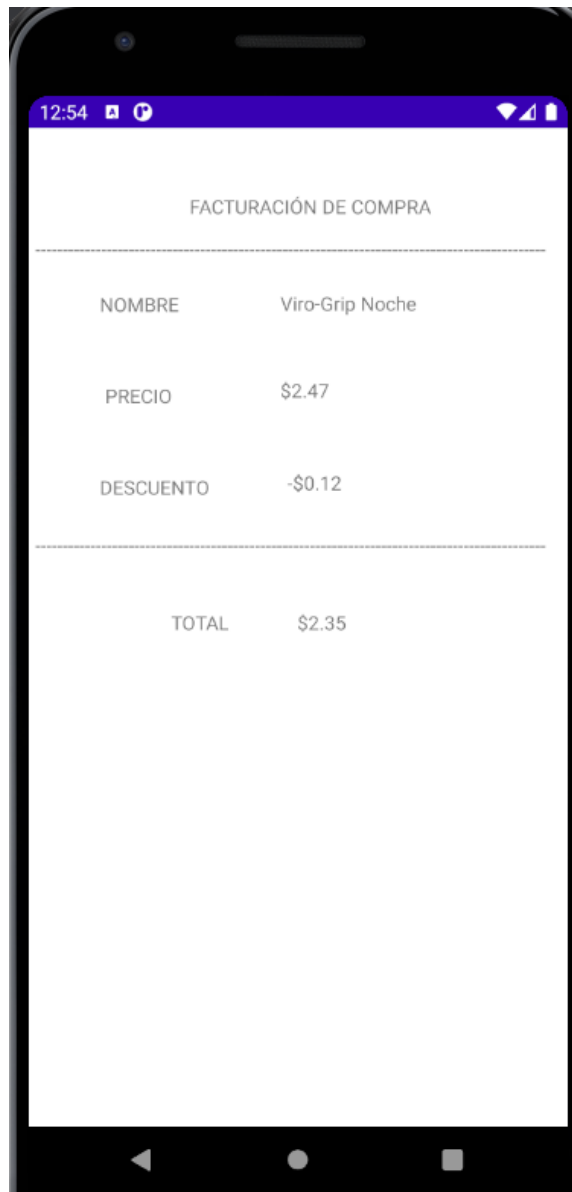 12:54
FACTURACIÓN DE COMPRA
NOMBRE Viro-Grip Noche
PRECIO $2.47
DESCUENTO -$0.12
TOTAL $2.35